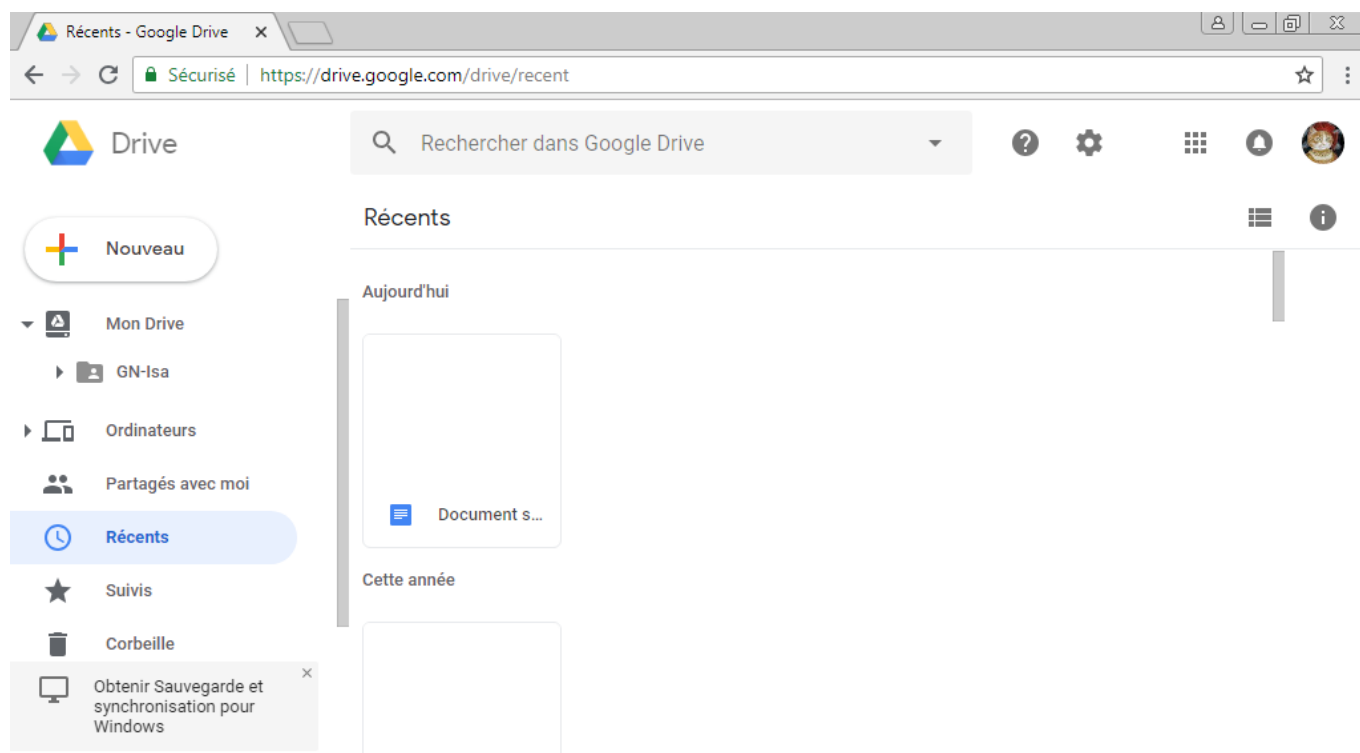 Récents - Google Drive
Sécurisé | https://drive.google.com/drive/recent
Drive
Rechercher dans Google Drive
Nouveau
Mon Drive
GN-Isa
Ordinateurs
Partagés avec moi
Récents
Suivis
Corbeille
Obtenir Sauvegarde et
synchronisation pour
Windows
Récents
Aujourd'hui
Document s...
Cette année